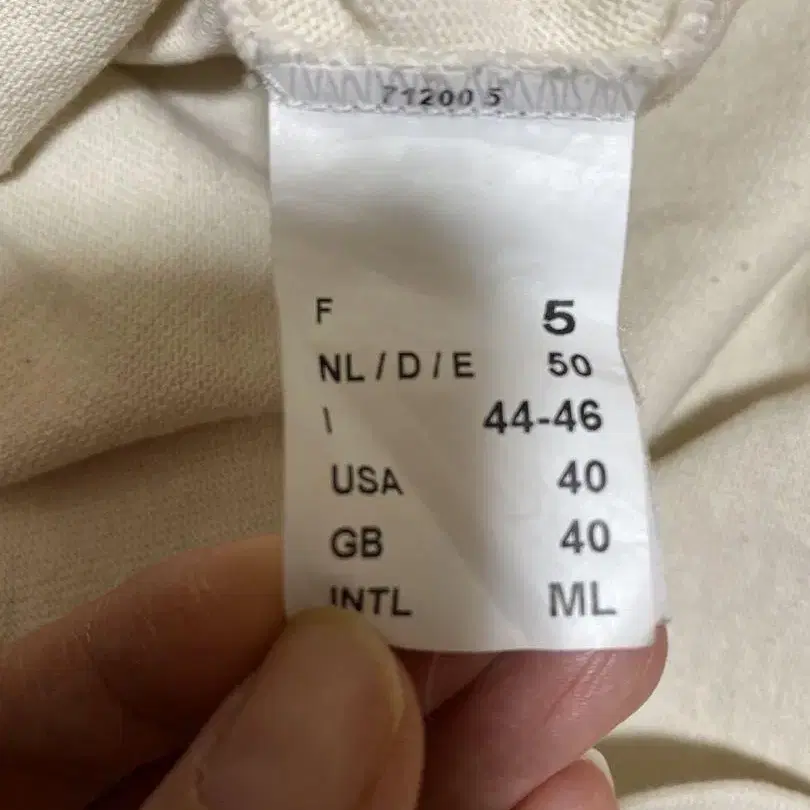 71200 5
F 5
NL / D / E 50
I 44-46
USA 40
GB 40
INTL ML